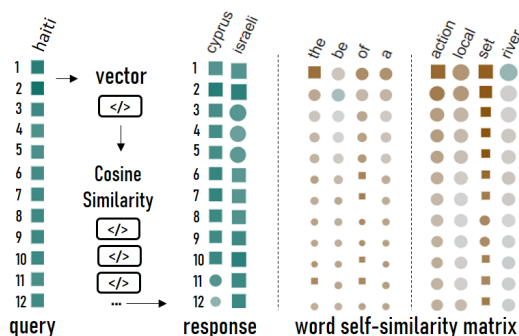 haiti
1
2
3
4
5
6
7
8
9
10
11
12
query
vector
</>
Cosine
Similarity
</>
</>
</>
...
cyprus israeli
1
2
3
4
5
6
7
8
9
10
11
12
response
the be of a
action local set river
word self-similarity matrix